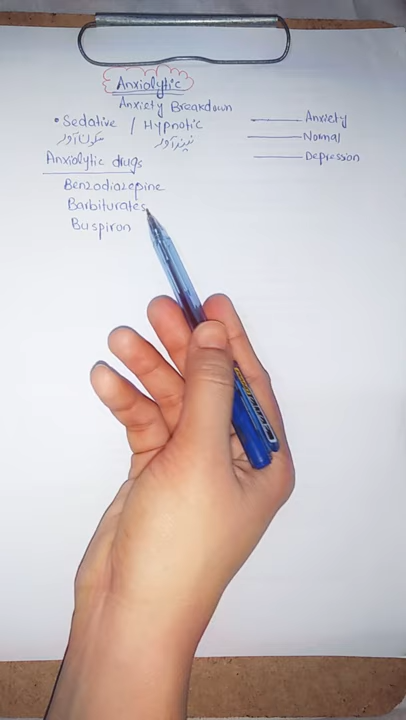 Anxiolytic
Anxiety Breakdown
• Sedative / Hypnotic
سکون آور نیند آور
Anxiolytic drugs
Benzodiazepine
Barbiturates
Buspiron
Anxiety
Normal
Depression